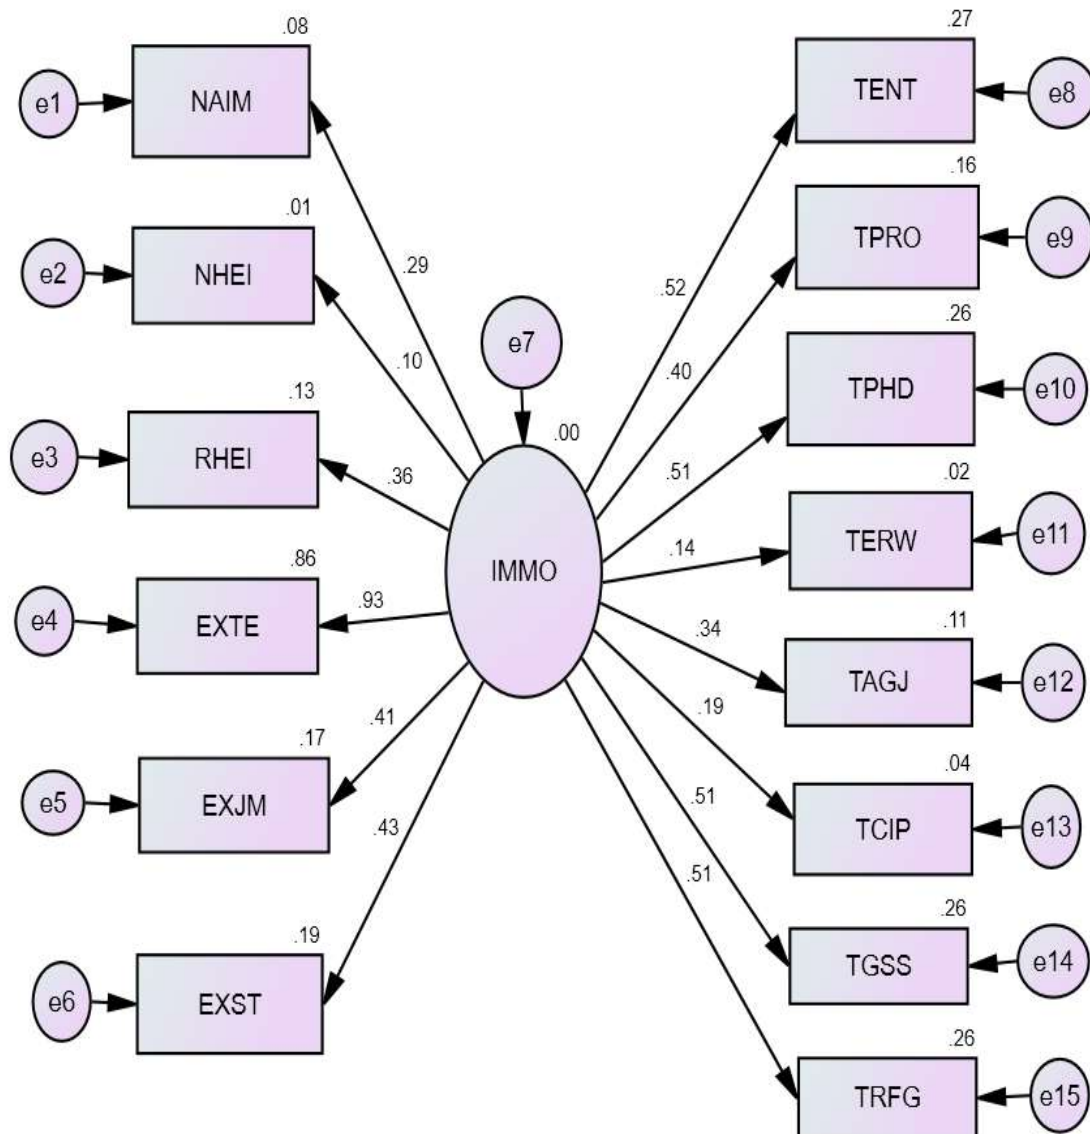 .08
.27
e1
NAIM
TENT
e8
.01
.16
e2
NHEI
.29
TPRO
e9
.52
.26
e7
.10
.40
TPHD
e10
.13
.00
e3
RHEI
.36
.51
.02
TERW
e11
IMMO
.14
.86
.93
e4
EXTE
.34
.11
TAGJ
e12
.19
.41
.17
.04
.51
e5
EXJM
TCIP
e13
.43
.51
.26
.19
TGSS
e14
e6
EXST
.26
TRFG
e15